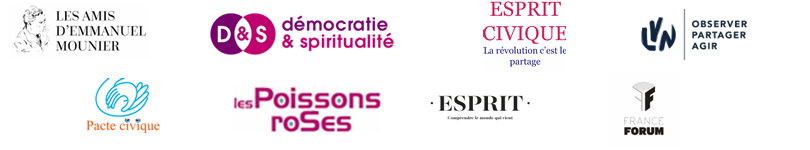 LES AMIS
D'EMMANUEL
MOUNIER
D&S
démocratie
& spiritualité
ESPRIT
CIVIQUE
La révolution c'est le
partage
LVN
OBSERVER
PARTAGER
AGIR
Pacte civique
les Poissons
roSes
· ESPRIT ·
Comprendre le monde qui vient
FRANCE
FORUM